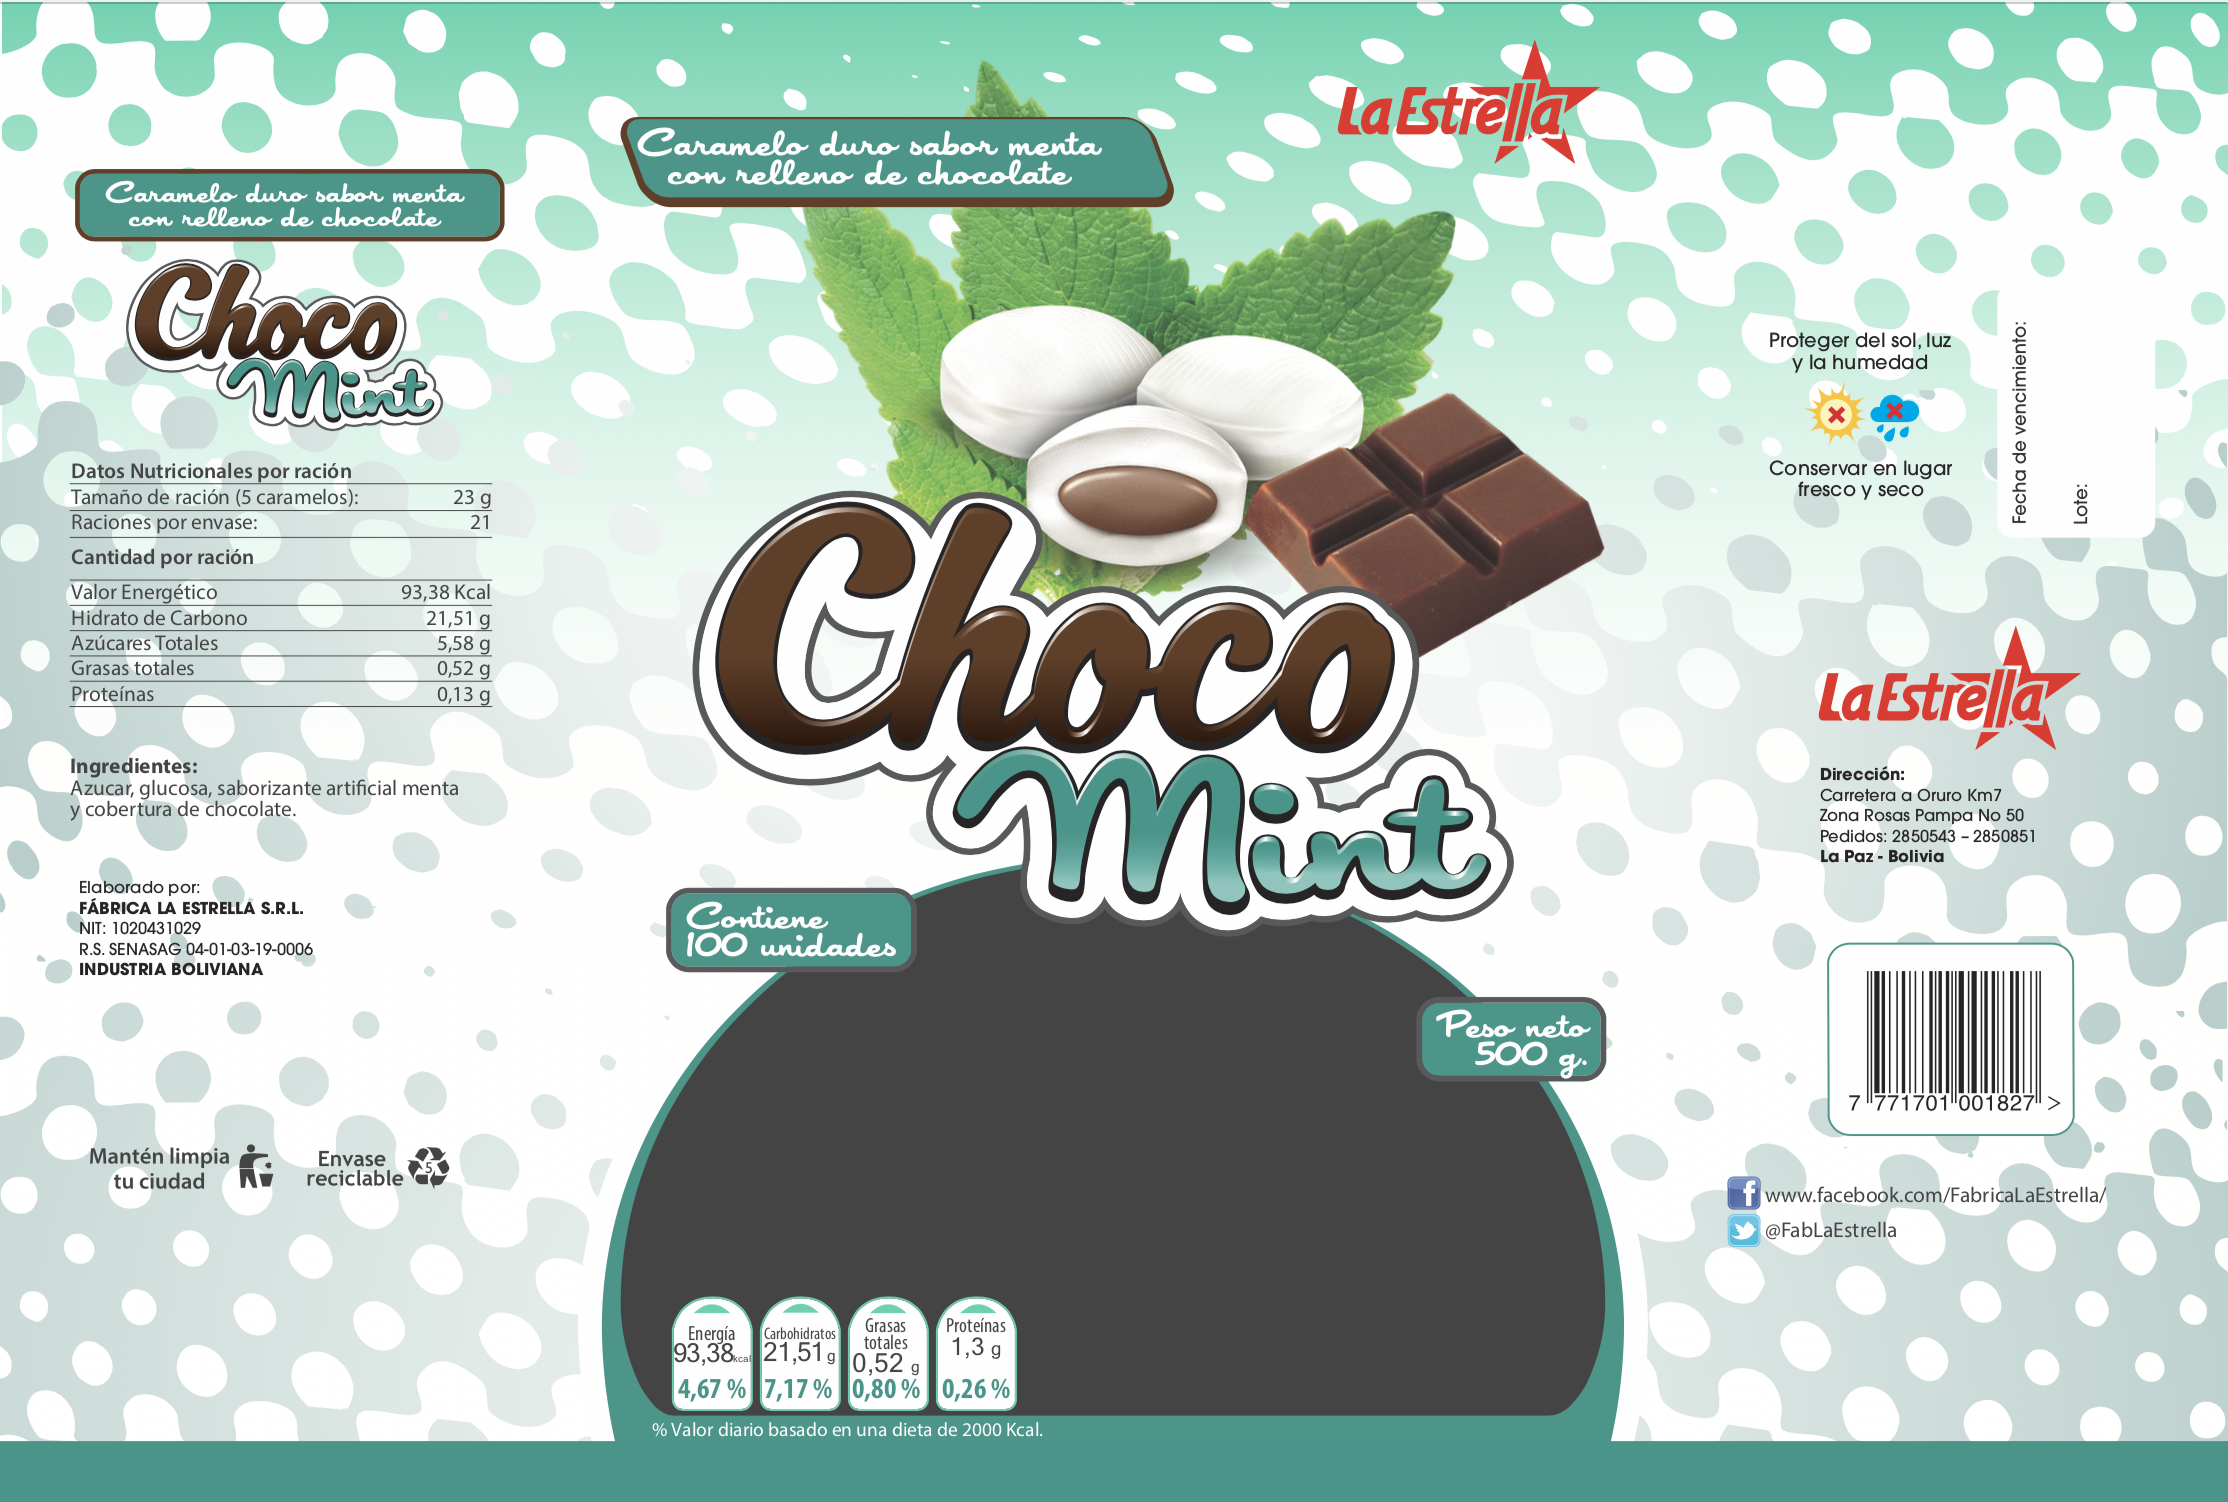 Caramelo duro sabor menta
con relleno de chocolate
Choco
Mint
Datos Nutricionales por ración
Tamaño de ración (5 caramelos): 23 g
Raciones por envase: 21
Cantidad por ración
Valor Energético 93,38 Kcal
Hidrato de Carbono 21,51 g
Azúcares Totales 5,58 g
Grasas totales 0,52 g
Proteínas 0,13 g
Ingredientes:
Azucar, glucosa, saborizante artificial menta
y cobertura de chocolate.
Elaborado por:
FÁBRICA LA ESTRELLA S.R.L.
NIT: 1020431029
R.S. SENASAG 04-01-03-19-0006
INDUSTRIA BOLIVIANA
Mantén limpia
tu ciudad
Envase
reciclable
5
Caramelo duro sabor menta
con relleno de chocolate
La Estrella
Choco
Mint
Contiene
100 unidades
Peso neto
500 g.
Energía
93,38 kcal
4,67 %
Carbohidratos
21,51 g
7,17 %
Grasas
totales
0,52 g
0,80 %
Proteínas
1,3 g
0,26 %
% Valor diario basado en una dieta de 2000 Kcal.
Proteger del sol, luz
y la humedad
Conservar en lugar
fresco y seco
Fecha de vencimiento:
Lote:
La Estrella
Dirección:
Carretera a Oruro Km7
Zona Rosas Pampa No 50
Pedidos: 2850543 – 2850851
La Paz - Bolivia
7 771701 001827 >
www.facebook.com/FabricaLaEstrella/
@FabLaEstrella